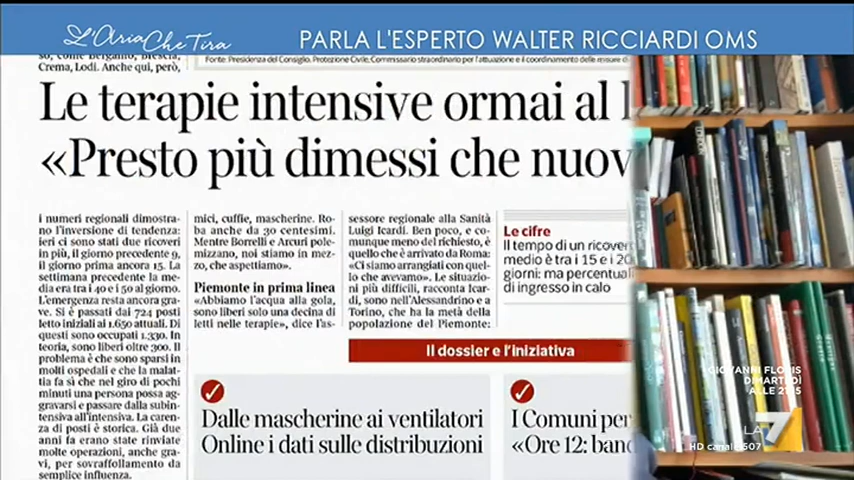 L'Aria Che Tira
PARLA L'ESPERTO WALTER RICCIARDI OMS
so, come Bergamo, Brescia,
Crema, Lodi. Anche qui, però,
Fonte: Presidenza del Consiglio, Protezione Civile, Commissario straordinario per l'attuazione e il coordinamento delle misure di
Le terapie intensive ormai al l
«Presto più dimessi che nuov
i numeri regionali dimostra-
no l'inversione di tendenza:
ieri ci sono stati due ricoveri
in più, il giorno precedente 9,
il giorno prima ancora 15. La
settimana precedente la me-
dia era tra i 40 e i 50 al giorno.
L'emergenza resta ancora gra-
ve. Si è passati dai 724 posti
letto iniziali ai 1.650 attuali. Di
questi sono occupati 1.330. In
teoria, sono liberi oltre 300. Il
problema è che sono sparsi in
molti ospedali e che la malat-
tia fa sì che nel giro di pochi
minuti una persona possa ag-
gravarsi e passare dalla subin-
tensiva all'intensiva. La caren-
za di posti è storica. Già due
anni fa erano state rinviate
molte operazioni, anche gra-
vi, per sovraffollamento da
semplice influenza.
mici, cuffie, mascherine. Ro-
ba anche da 30 centesimi.
Mentre Borrelli e Arcuri pole-
mizzano, noi stiamo in mez-
zo, che aspettiamo».
Piemonte in prima linea
«Abbiamo l'acqua alla gola,
sono liberi solo una decina di
letti nelle terapie», dice l'as-
sessore regionale alla Sanità
Luigi Icardi. Ben poco, e co-
munque meno del richiesto, è
quello che è arrivato da Roma:
«Ci siamo arrangiati con quel-
lo che avevamo». Le situazio-
ni più difficili, racconta Icar-
di, sono nell'Alessandrino e a
Torino, che ha la metà della
popolazione del Piemonte:
Le cifre
Il tempo di un ricover
medio è tra i 15 e i 20
giorni: ma percentuali
di ingresso in calo
Il dossier e l'iniziativa
Dalle mascherine ai ventilatori
Online i dati sulle distribuzioni
I Comuni per
«Ore 12: band
GIOVANNI FLORIS
DIMARTEDÌ
ALLE 21.15
LA 7
HD canale 507